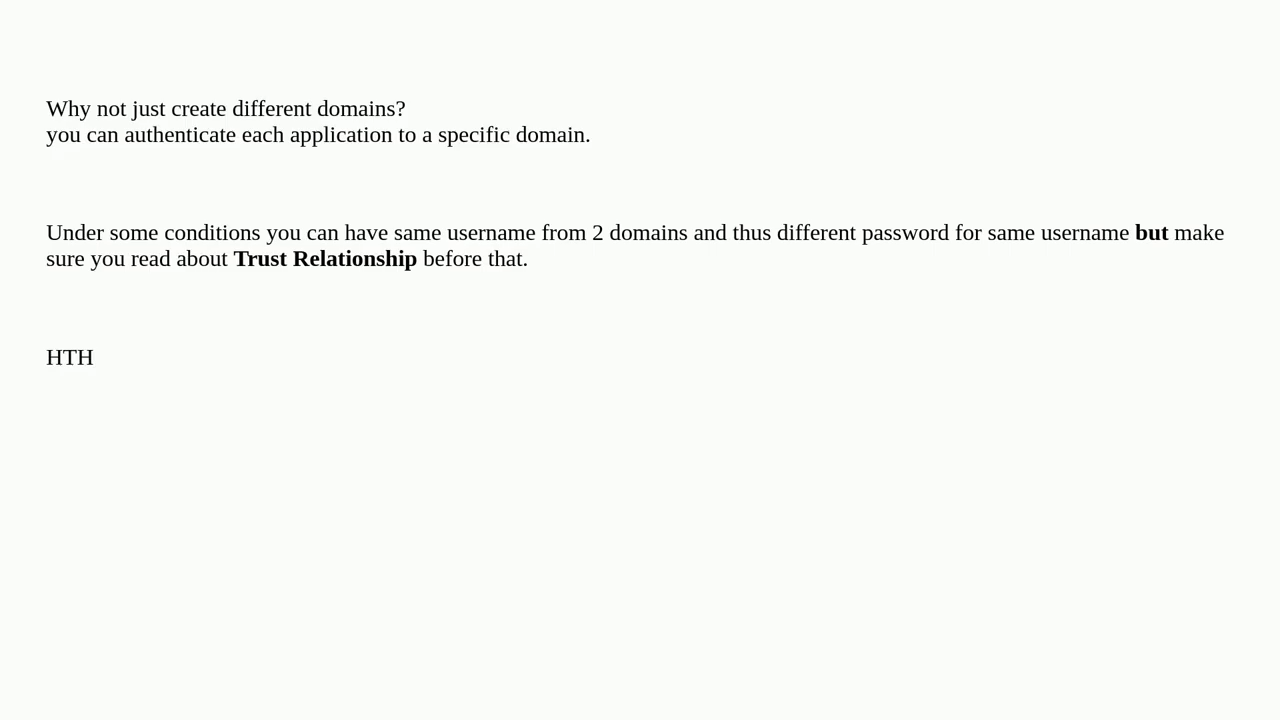 Why not just create different domains?
you can authenticate each application to a specific domain.
Under some conditions you can have same username from 2 domains and thus different password for same username but make
sure you read about Trust Relationship before that.
HTH